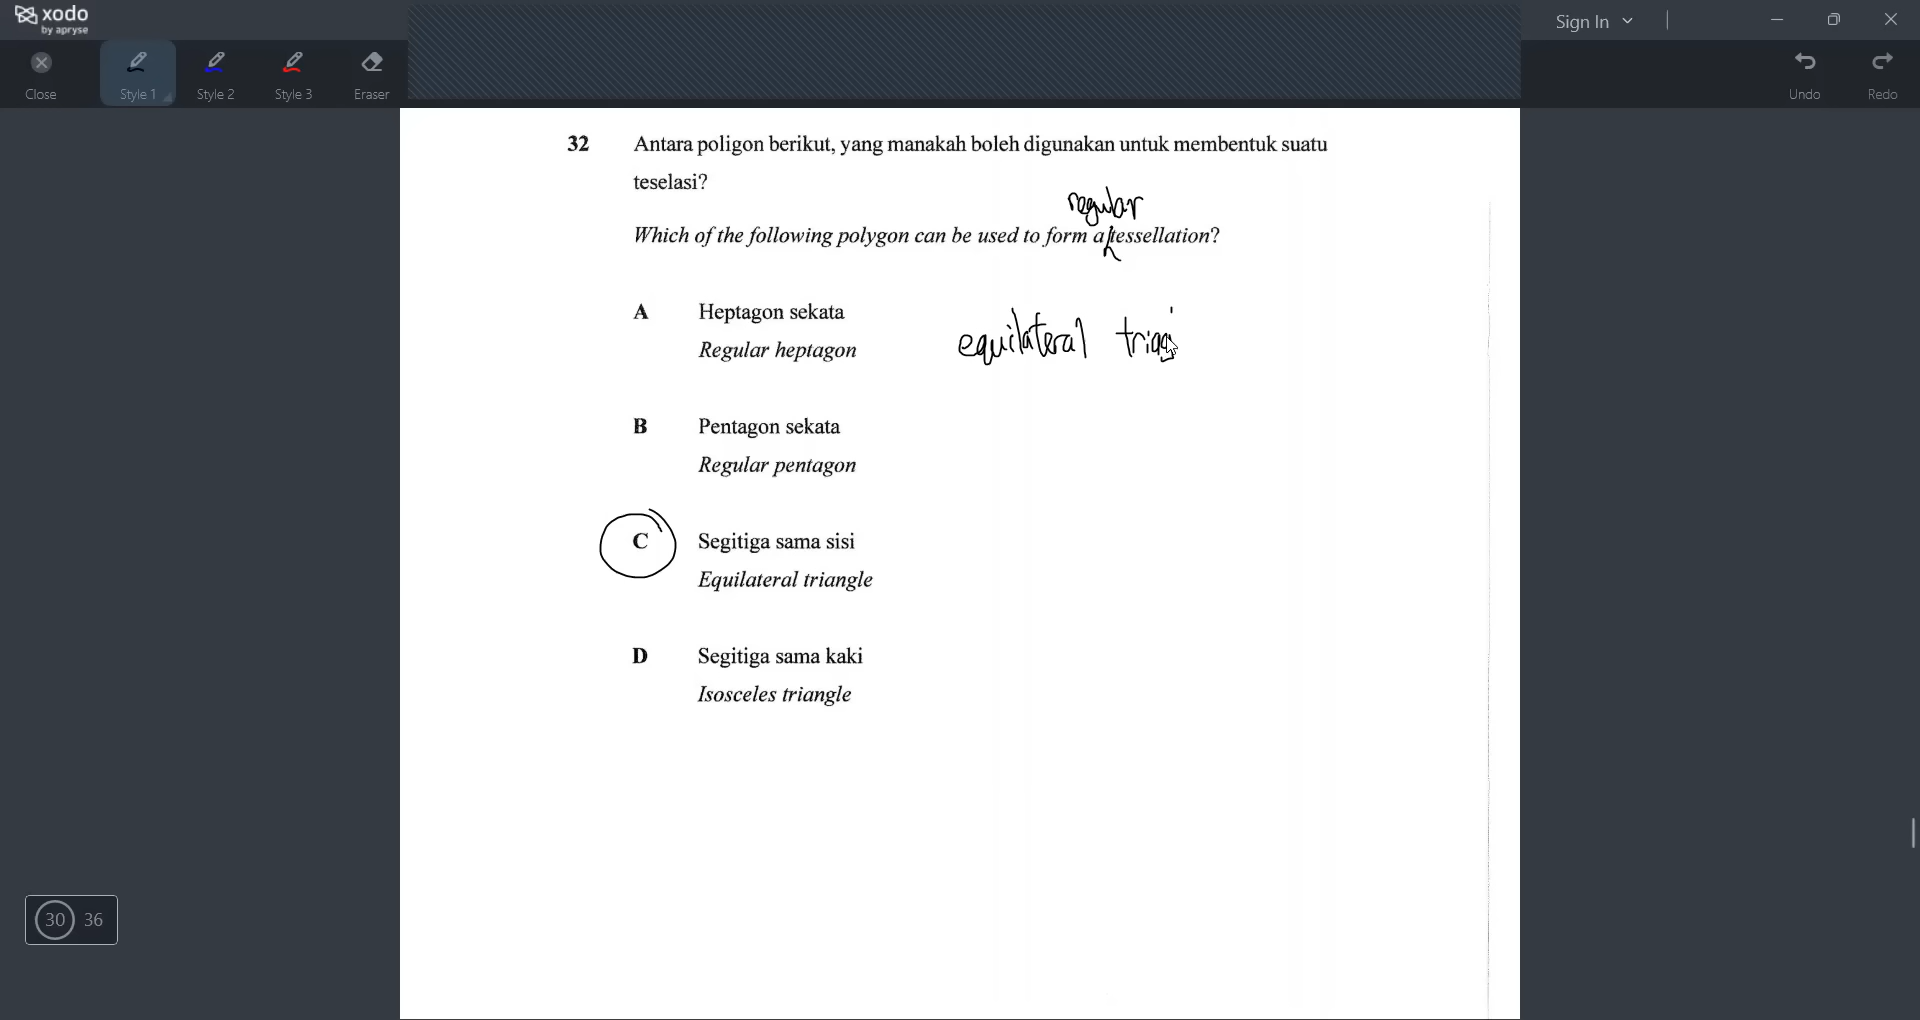 xodo
by apryse
Sign In
Close
Style 1
Style 2
Style 3
Eraser
Undo
Redo
32 Antara poligon berikut, yang manakah boleh digunakan untuk membentuk suatu
teselasi?
regular
Which of the following polygon can be used to form a tessellation?
A Heptagon sekata
Regular heptagon
equilateral
B Pentagon sekata
Regular pentagon
C Segitiga sama sisi
Equilateral triangle
D Segitiga sama kaki
Isosceles triangle
30 36